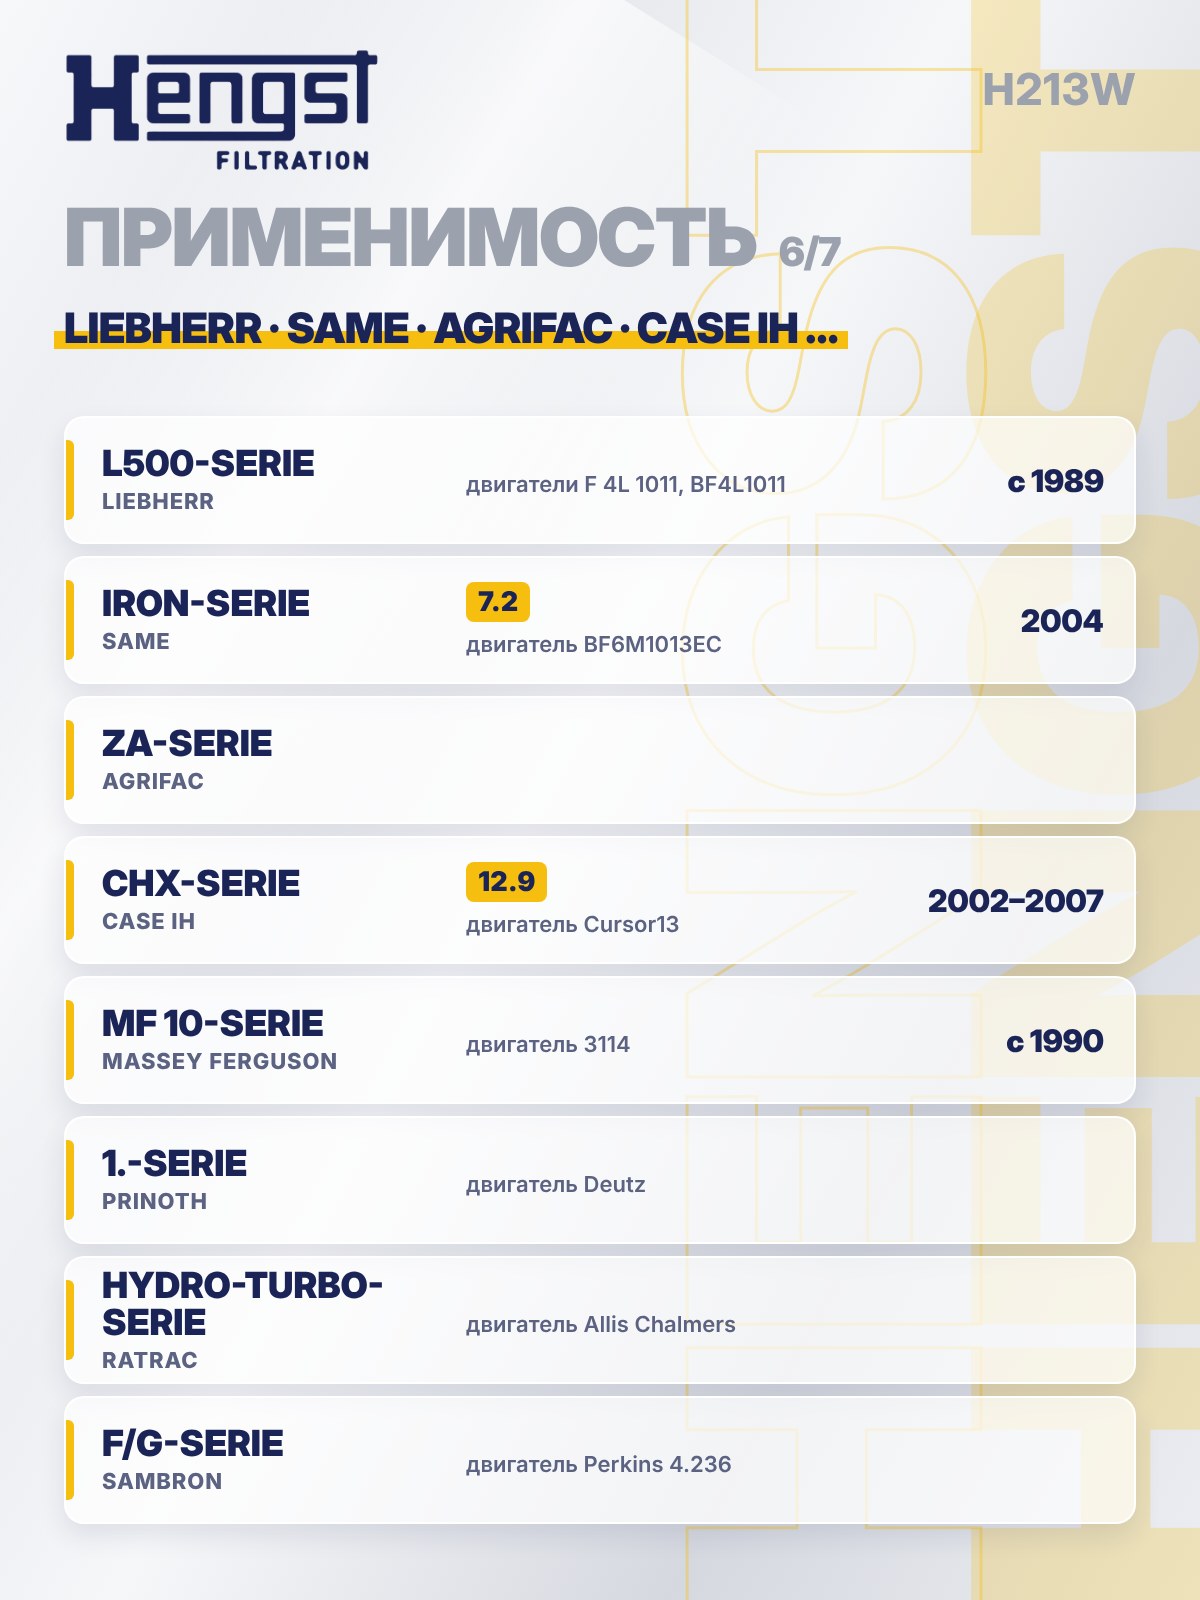 Hengst
FILTRATION
H213W
ПРИМЕНИМОСТЬ 6/7
LIEBHERR · SAME · AGRIFAC · CASE IH ...
L500-SERIE
LIEBHERR
двигатели F 4L 1011, BF4L1011
с 1989
IRON-SERIE
SAME
7.2
двигатель BF6M1013EC
2004
ZA-SERIE
AGRIFAC
CHX-SERIE
CASE IH
12.9
двигатель Cursor13
2002–2007
MF 10-SERIE
MASSEY FERGUSON
двигатель 3114
с 1990
1.-SERIE
PRINOTH
двигатель Deutz
HYDRO-TURBO-
SERIE
RATRAC
двигатель Allis Chalmers
F/G-SERIE
SAMBRON
двигатель Perkins 4.236
HENGST
HENGST